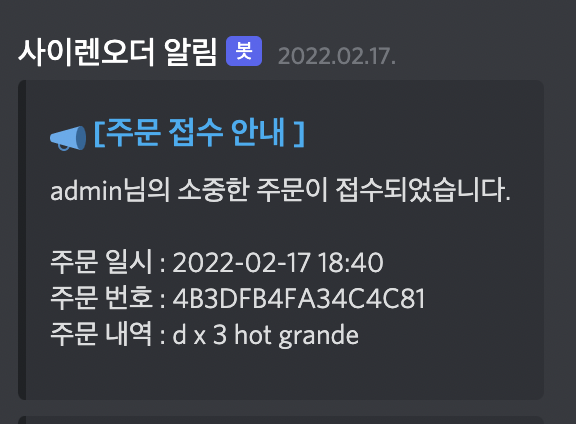 사이렌오더 알림 봇 2022.02.17.
[주문 접수 안내 ]
admin님의 소중한 주문이 접수되었습니다.
주문 일시 : 2022-02-17 18:40
주문 번호 : 4B3DFB4FA34C4C81
주문 내역 : d x 3 hot grande